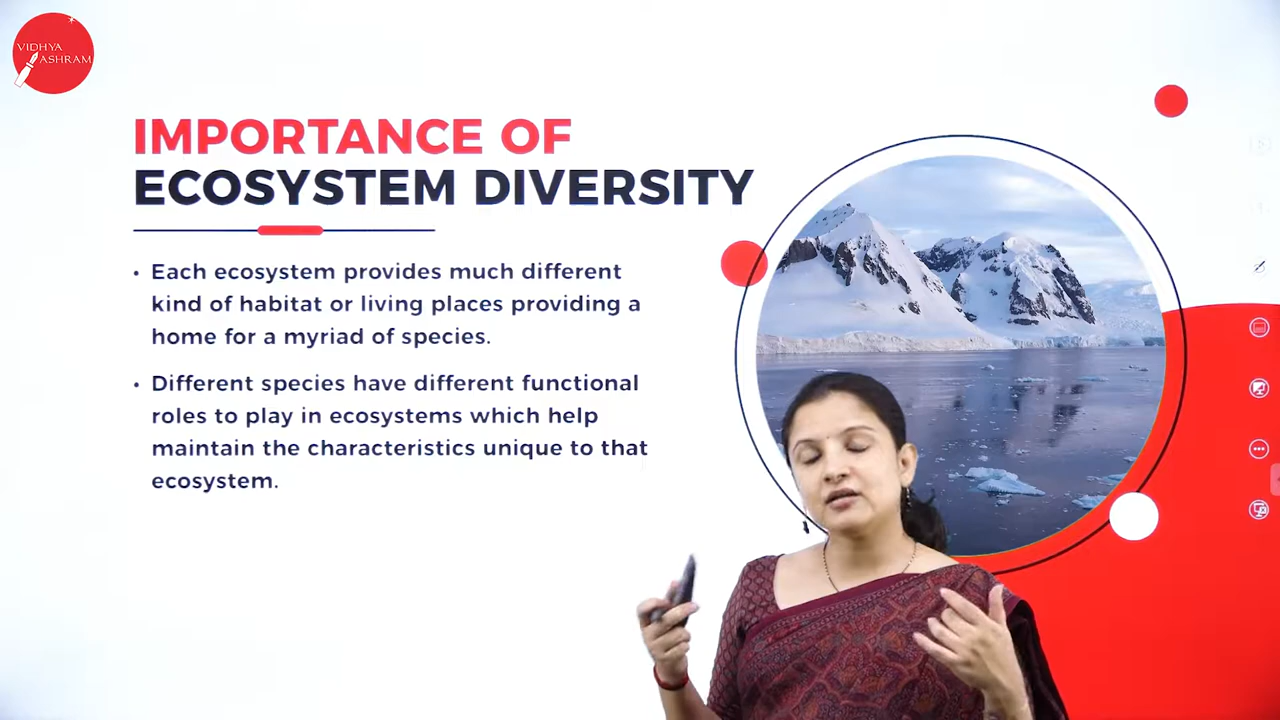 VIDHYA
ASHRAM
IMPORTANCE OF
ECOSYSTEM DIVERSITY
• Each ecosystem provides much different
kind of habitat or living places providing a
home for a myriad of species.
• Different species have different functional
roles to play in ecosystems which help
maintain the characteristics unique to that
ecosystem.